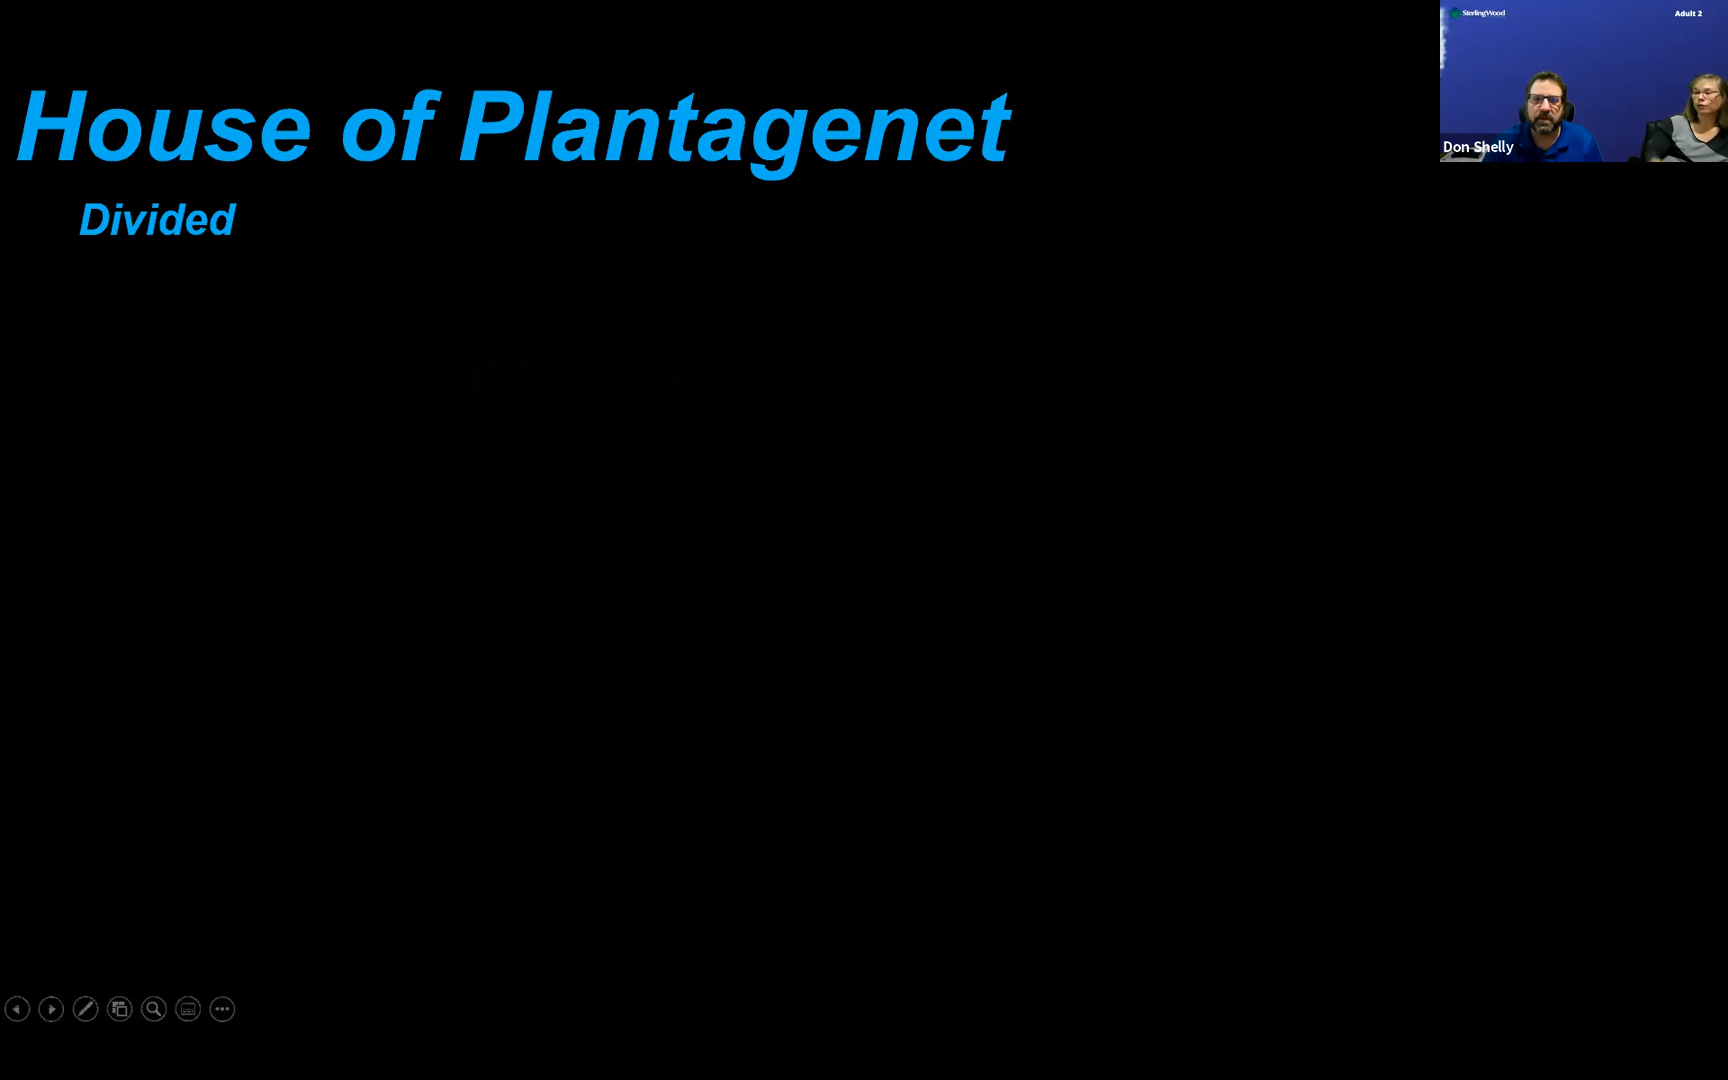 House of Plantagenet
Divided
SterlingWood
Adult 2
Don Shelly